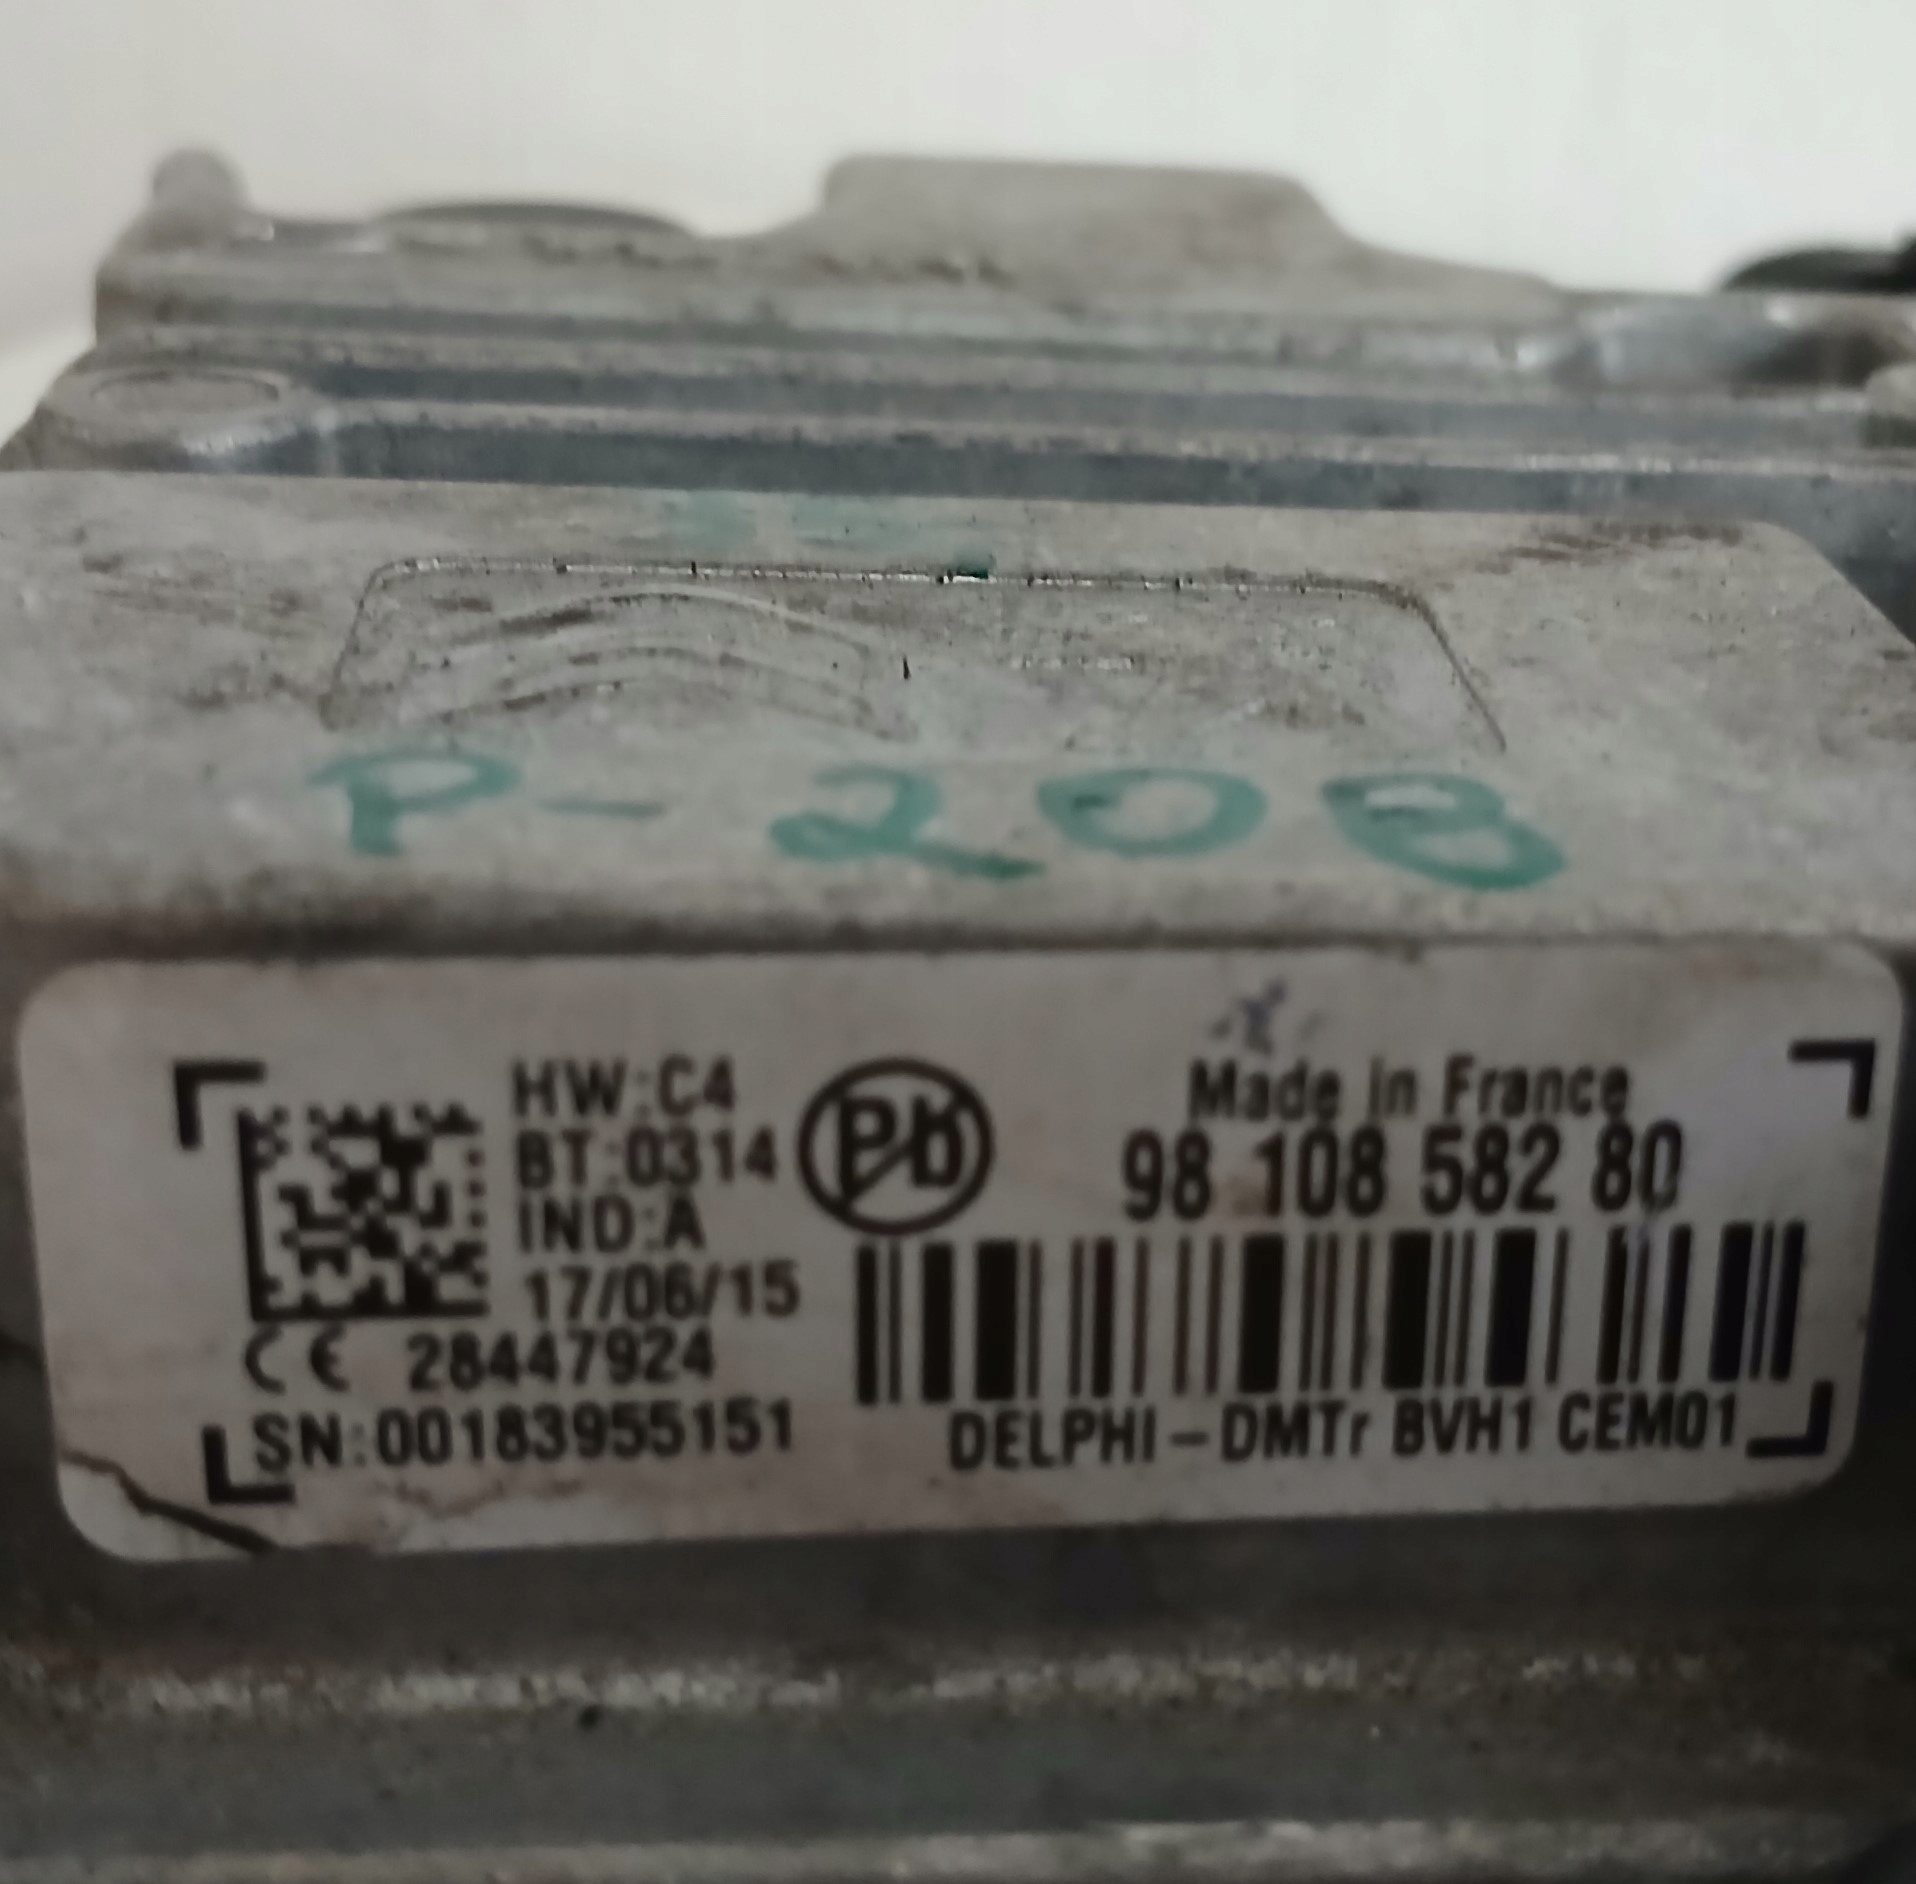 P-208
HW:C4
BT:0314
IND:A
17/06/15
CE 28447924
SN:00183955151
Pb
Made in France
98 108 582 80
DELPHI-DMTr BVH1 CEM01